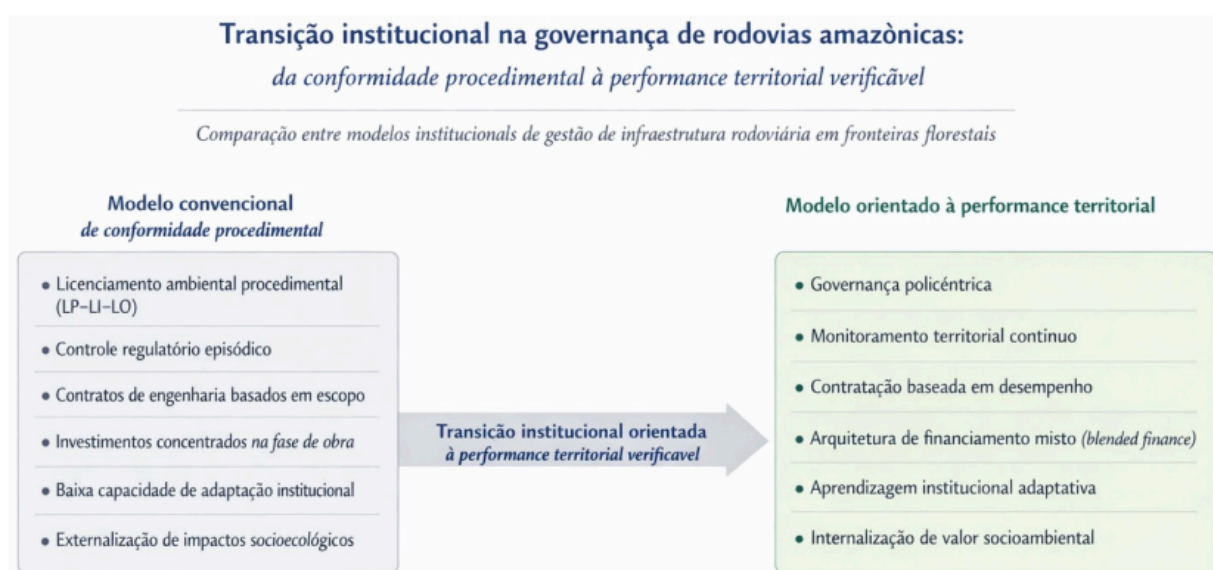 Transição institucional na governança de rodovias amazònicas:
da conformidade procedimental à performance territorial verificãvel
Comparação entre modelos institucionals de gestão de infraestrutura rodoviária em fronteiras florestais
Modelo convencional
de conformidade procedimental
• Licenciamento ambiental procedimental
(LP–LI–LO)
• Controle regulatório episódico
• Contratos de engenharia basados em escopo
• Investimentos concentrados na fase de obra
• Baixa capacidade de adaptação institucional
• Externalização de impactos socioecológicos
Transição institucional orientada
à performance territorial verificavel
Modelo orientado à performance territorial
• Governança policéntrica
• Monitoramento territorial contínuo
• Contratação baseada em desempenho
• Arquitetura de financiamento misto (blended finance)
• Aprendizagem institucional adaptativa
• Internalização de valor socioambiental